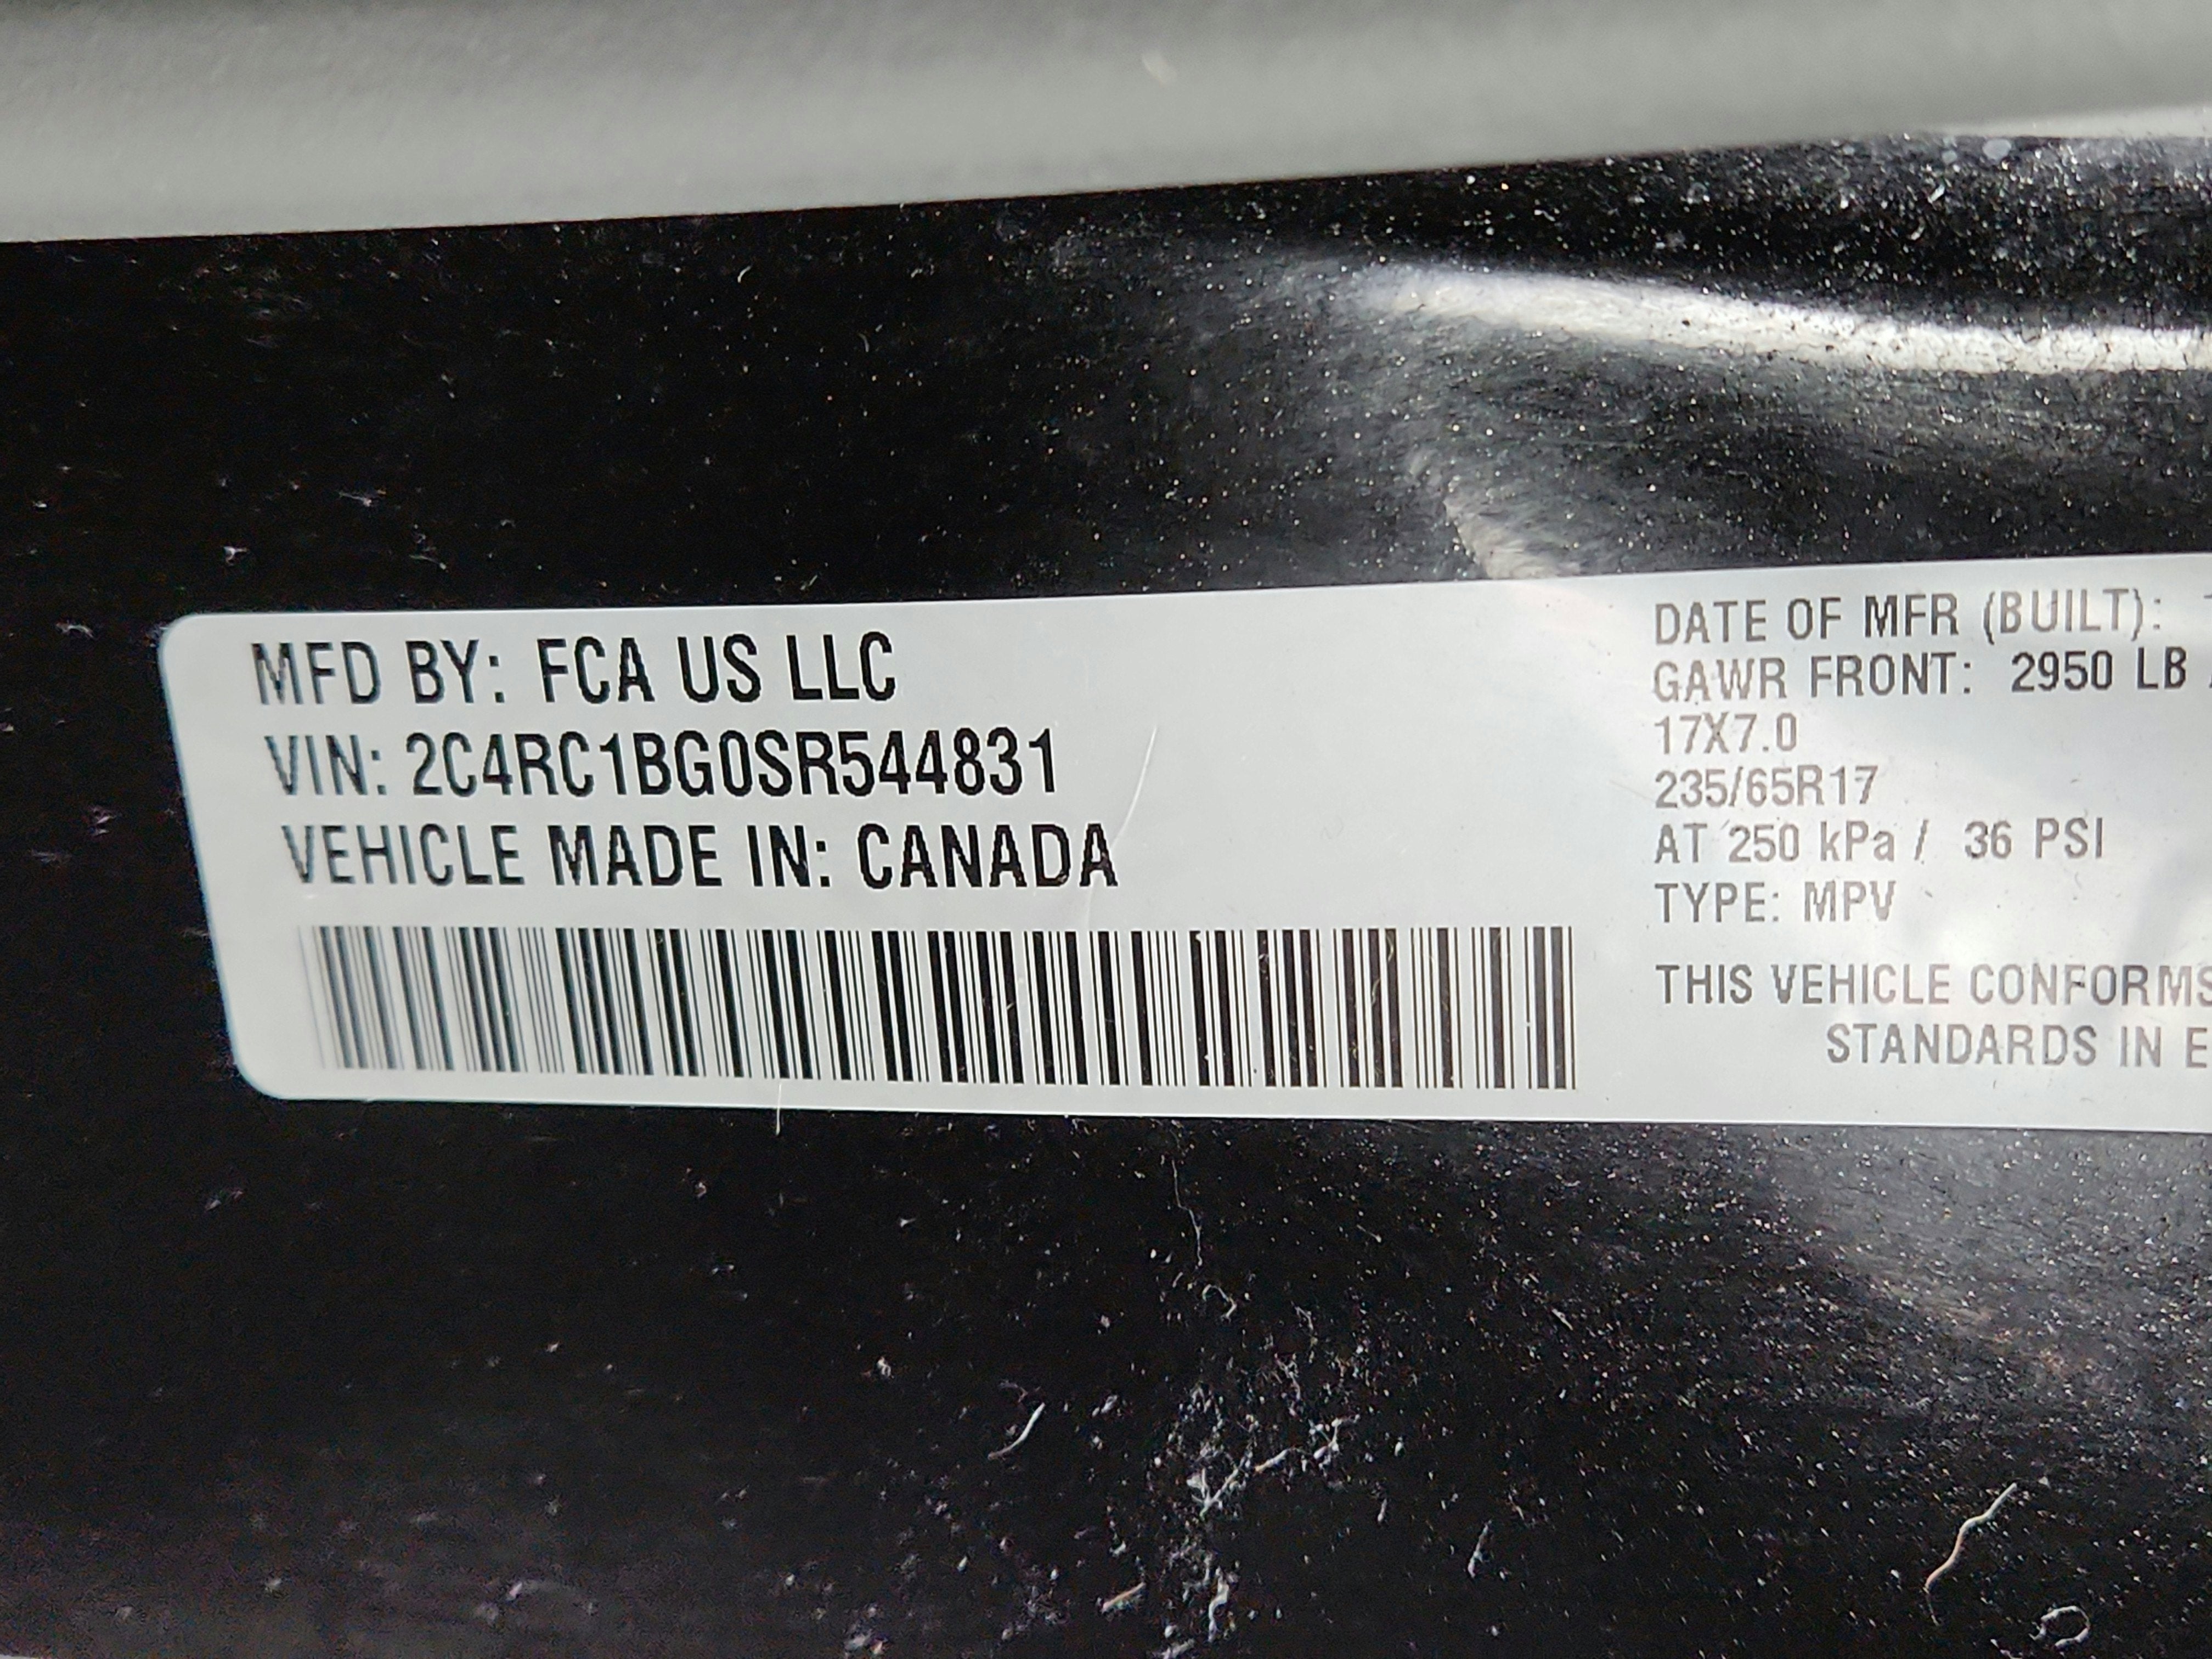 MFD BY: FCA US LLC
VIN: 2C4RC1BG0SR544831
VEHICLE MADE IN: CANADA
DATE OF MFR (BUILT):
GAWR FRONT: 2950 LB
17X7.0
235/65R17
AT 250 kPa / 36 PSI
TYPE: MPV
THIS VEHICLE CONFORMS
STANDARDS IN E